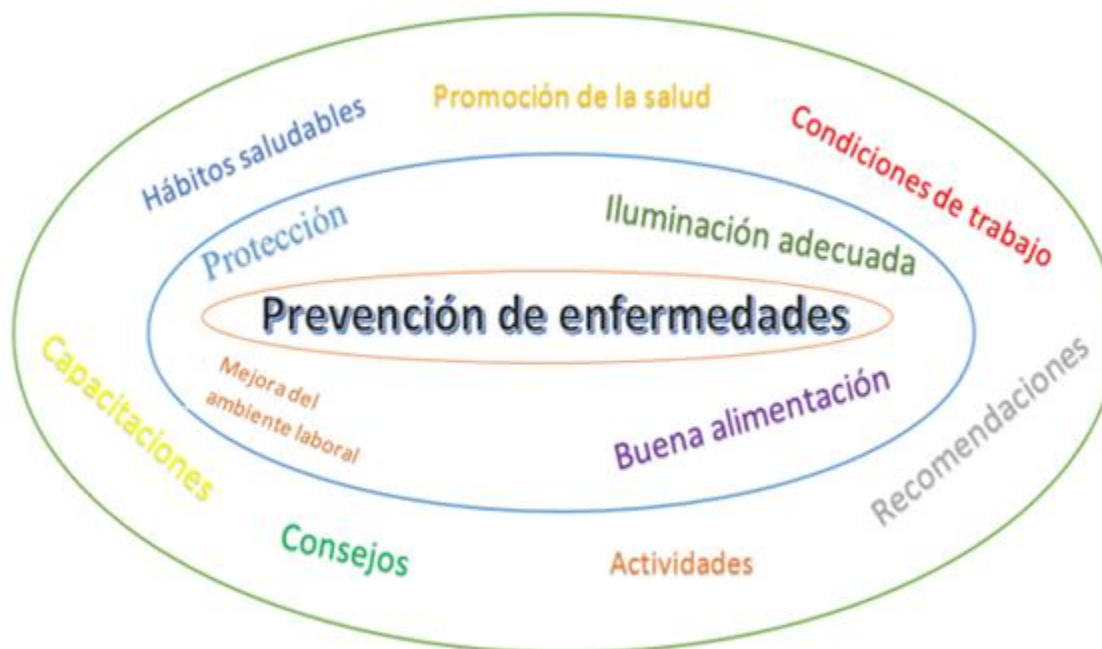 Promoción de la salud
Hábitos saludables
Condiciones de trabajo
Protección
Iluminación adecuada
Prevención de enfermedades
Mejora del
ambiente laboral
Buena alimentación
Capacitaciones
Recomendaciones
Consejos
Actividades